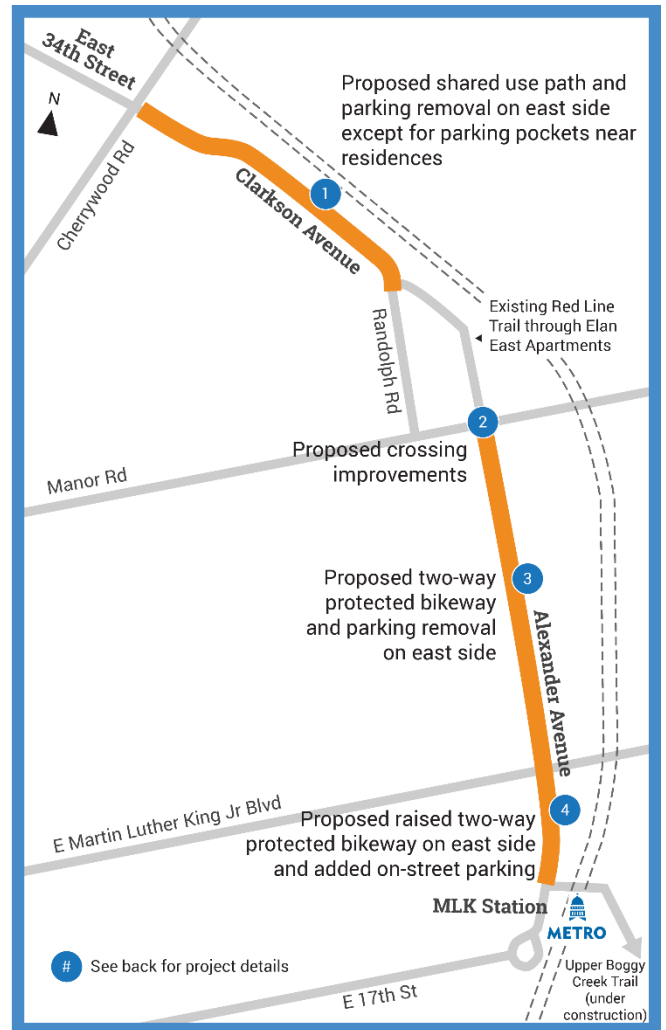 East
34th Street
N
Cherrywood Rd
Proposed shared use path and
parking removal on east side
except for parking pockets near
residences
1
Clarkson Avenue
Existing Red Line
Trail through Elan
East Apartments
Randolph Rd
2
Proposed crossing
improvements
Manor Rd
3
Proposed two-way
protected bikeway
and parking removal
on east side
Alexander Avenue
4
E Martin Luther King Jr Blvd
Proposed raised two-way
protected bikeway on east side
and added on-street parking
MLK Station
METRO
# See back for project details
E 17th St
Upper Boggy
Creek Trail
(under
construction)